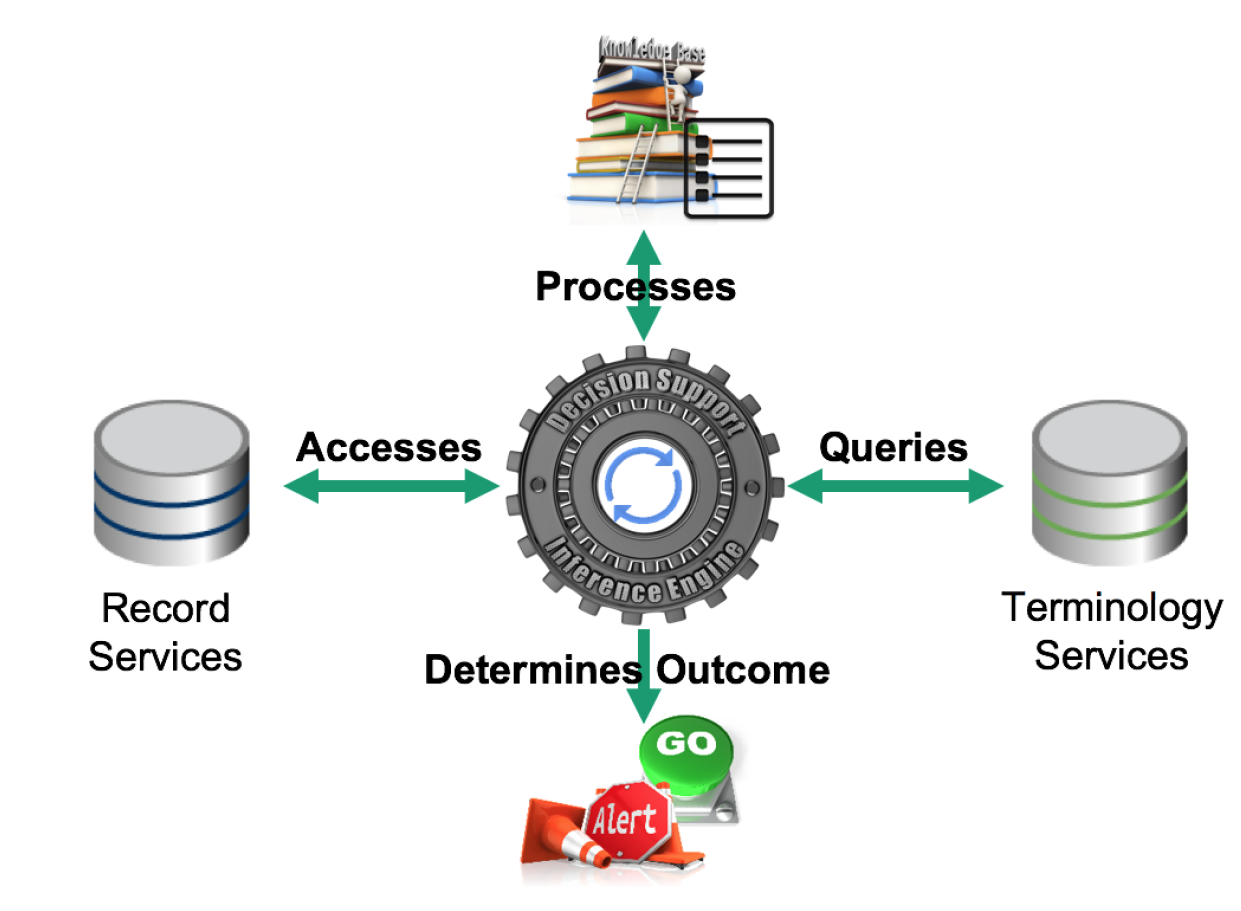 Knowledge Base
Processes
Decision Support
Accesses
Queries
Inference Engine
Record
Services
Terminology
Services
Determines Outcome
GO
Alert